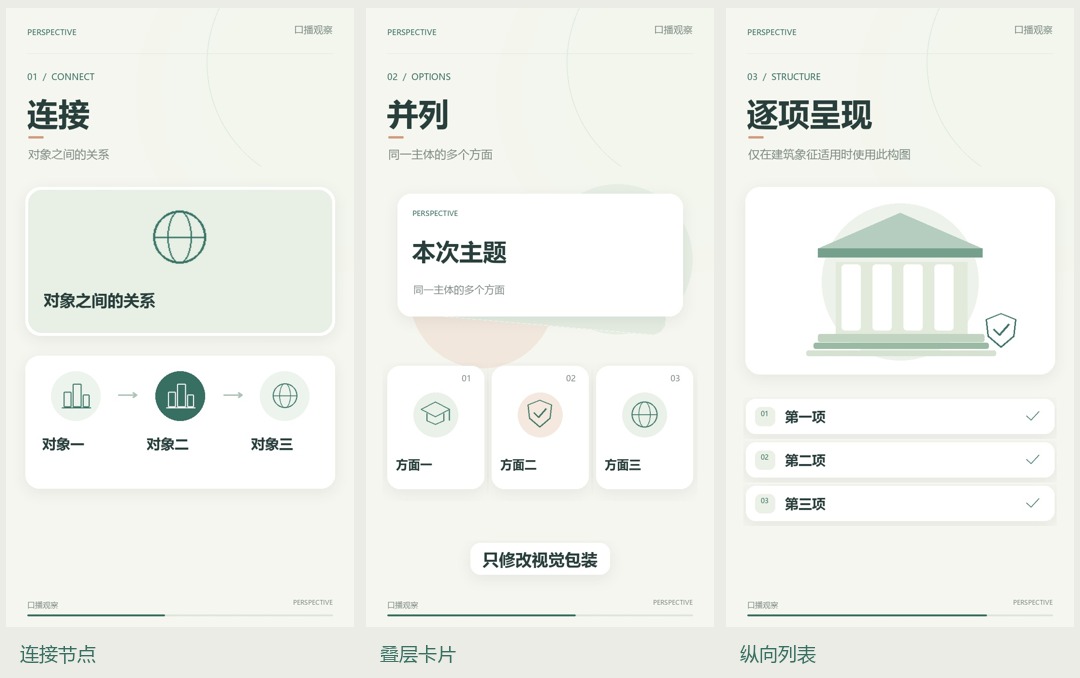 PERSPECTIVE
口播观察
01 / CONNECT
连接
对象之间的关系
对象之间的关系
对象一
对象二
对象三
口播观察
PERSPECTIVE
连接节点
PERSPECTIVE
口播观察
02 / OPTIONS
并列
同一主体的多个方面
PERSPECTIVE
本次主题
同一主体的多个方面
01
02
03
方面一
方面二
方面三
只修改视觉包装
口播观察
PERSPECTIVE
叠层卡片
PERSPECTIVE
口播观察
03 / STRUCTURE
逐项呈现
仅在建筑象征适用时使用此构图
01 第一项
02 第二项
03 第三项
口播观察
PERSPECTIVE
纵向列表